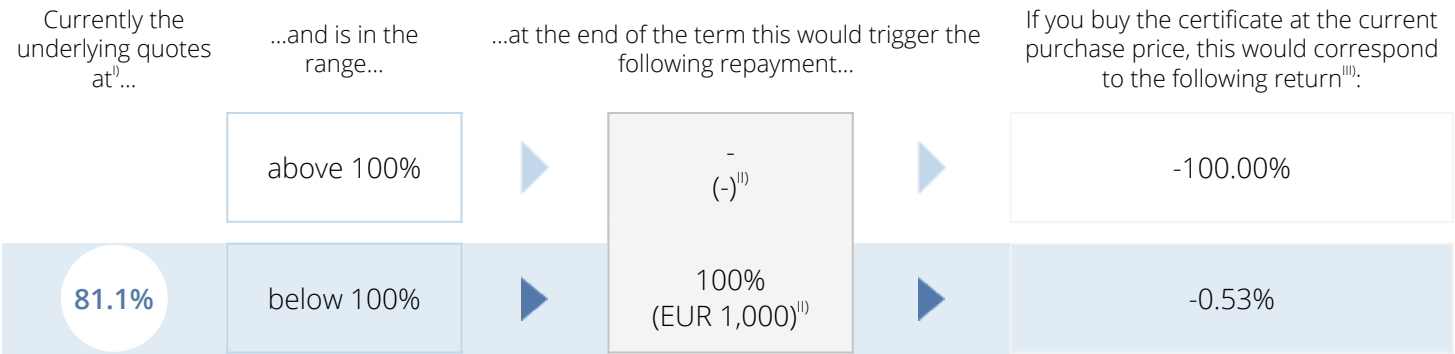 Currently the
underlying quotes
at I)...
...and is in the
range...
...at the end of the term this would trigger the
following repayment...
If you buy the certificate at the current
purchase price, this would correspond
to the following return III):
above 100%
-
(-) II)
-100.00%
81.1%
below 100%
100%
(EUR 1,000) II)
-0.53%